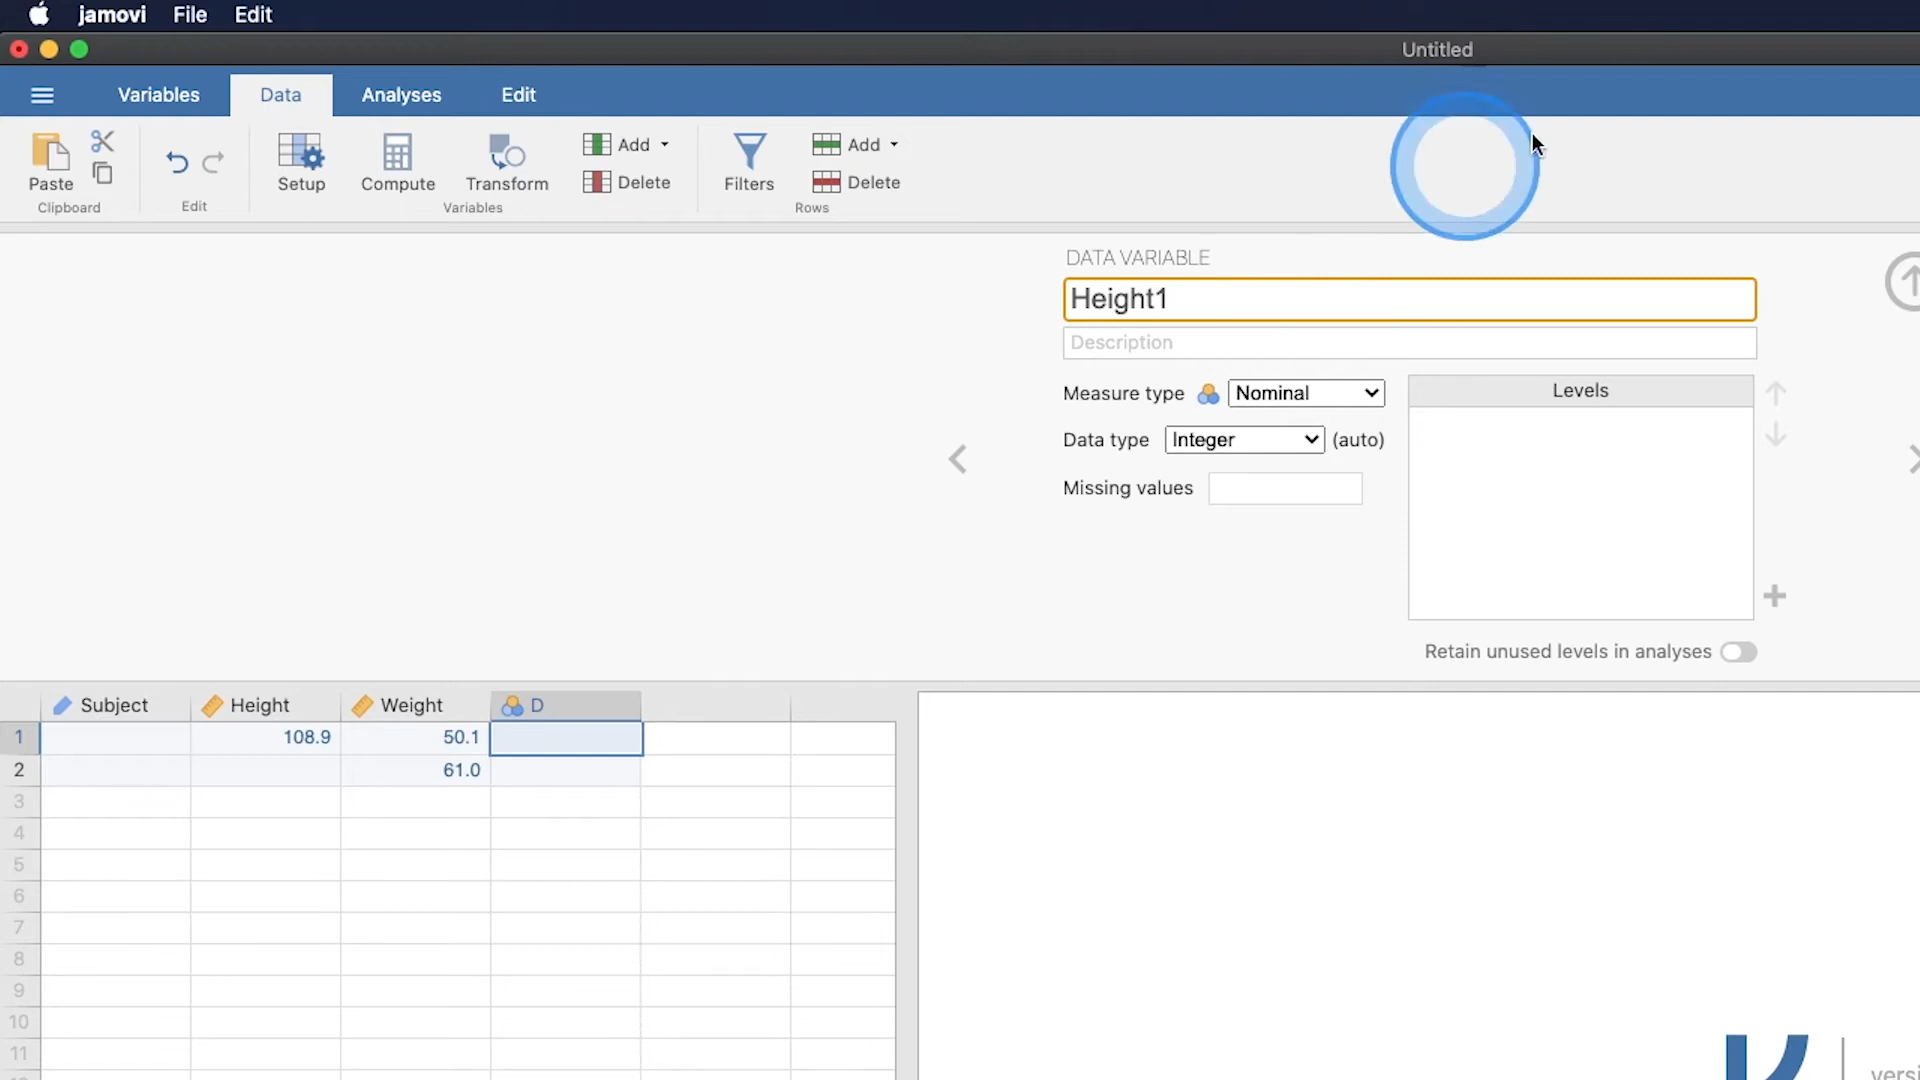 jamovi File Edit
Untitled
Variables Data Analyses Edit
Add Add
Paste Setup Compute Transform Delete Filters Delete
Clipboard Edit Variables Rows
DATA VARIABLE
Height1
Description
Measure type Nominal Levels
Data type Integer (auto)
Missing values
Retain unused levels in analyses
Subject Height Weight D
1 108.9 50.1
2 61.0
3
4
5
6
7
8
9
10
11
versi